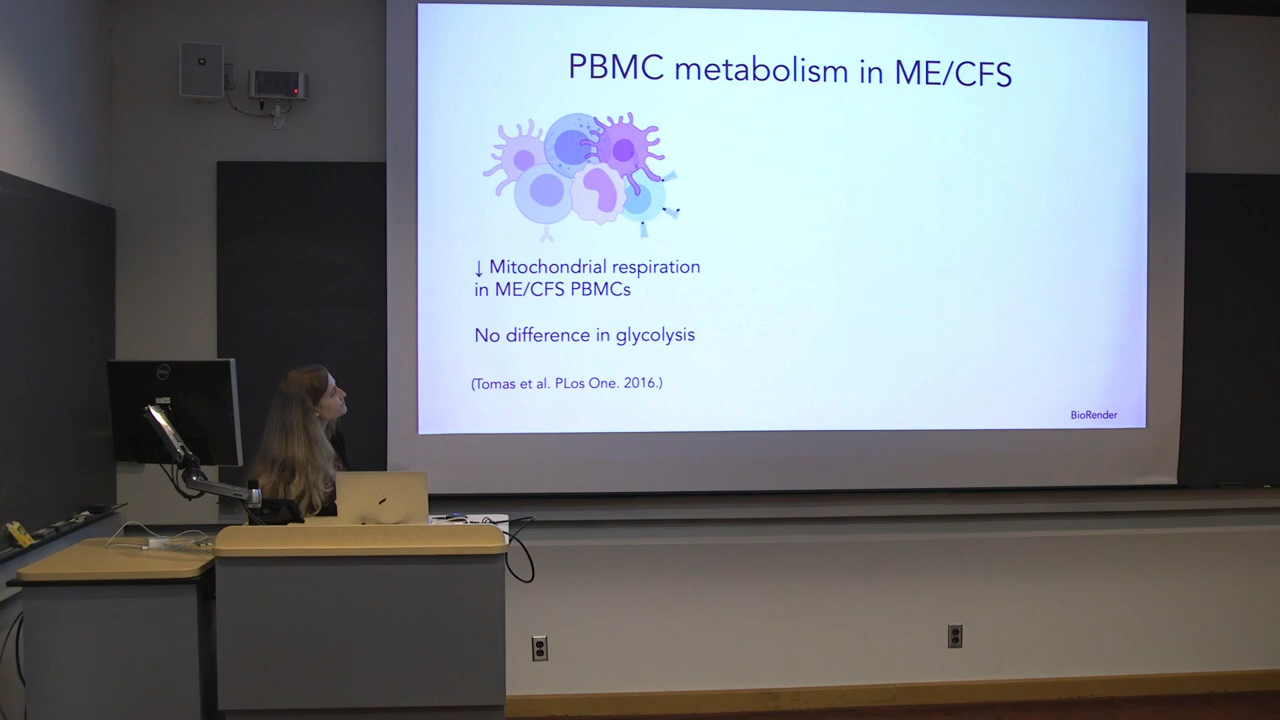 PBMC metabolism in ME/CFS
↓ Mitochondrial respiration
in ME/CFS PBMCs
No difference in glycolysis
(Tomas et al. PLos One. 2016.)
BioRender
DELL